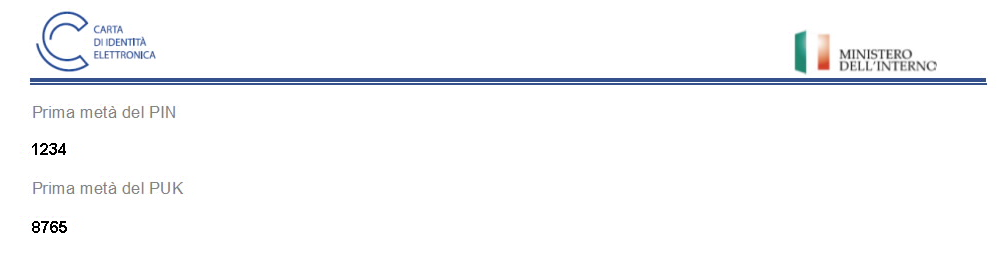 CARTA
DI IDENTITÀ
ELETTRONICA
MINISTERO
DELL'INTERNO
Prima metà del PIN
1234
Prima metà del PUK
8765